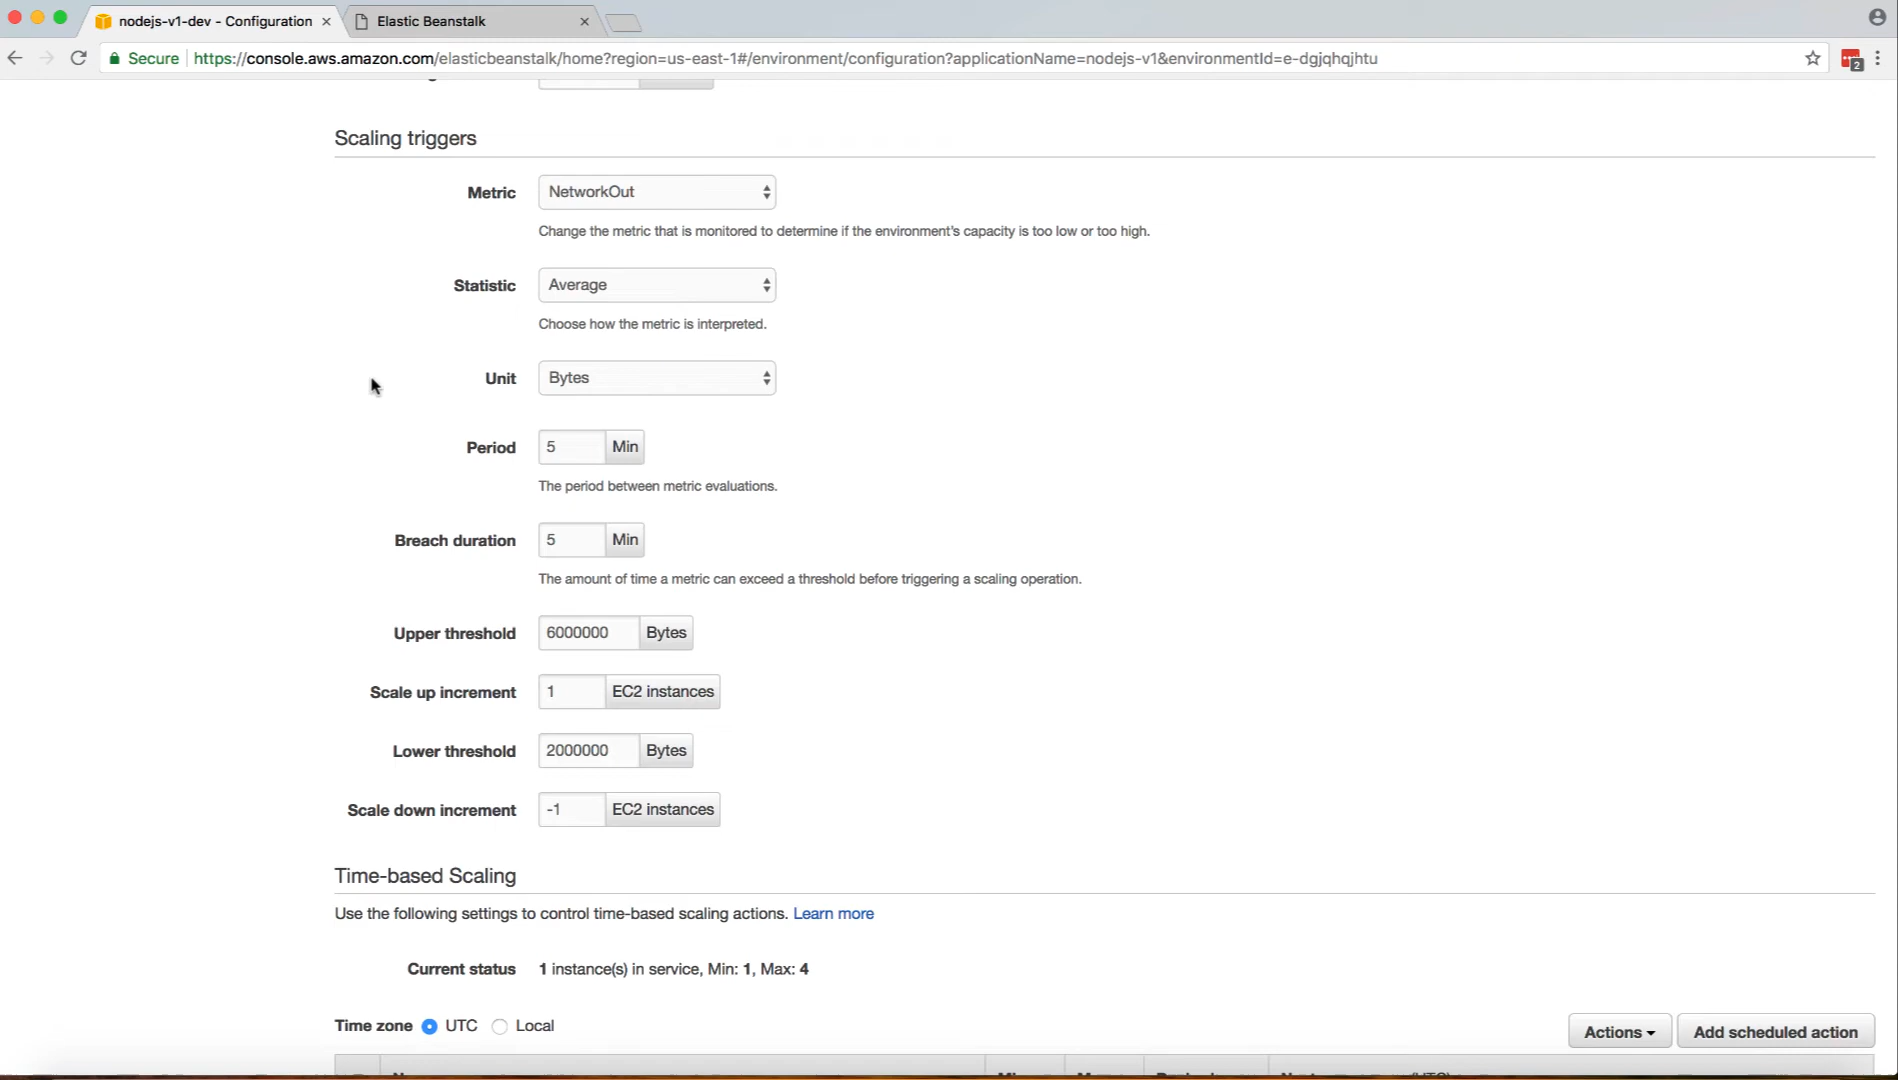 nodejs-v1-dev - Configuration
Elastic Beanstalk
Secure https://console.aws.amazon.com/elasticbeanstalk/home?region=us-east-1#/environment/configuration?applicationName=nodejs-v1&environmentId=e-dgjqhqjhtu
2
Scaling triggers
Metric NetworkOut
Change the metric that is monitored to determine if the environment's capacity is too low or too high.
Statistic Average
Choose how the metric is interpreted.
Unit Bytes
Period 5 Min
The period between metric evaluations.
Breach duration 5 Min
The amount of time a metric can exceed a threshold before triggering a scaling operation.
Upper threshold 6000000 Bytes
Scale up increment 1 EC2 instances
Lower threshold 2000000 Bytes
Scale down increment -1 EC2 instances
Time-based Scaling
Use the following settings to control time-based scaling actions. Learn more
Current status 1 instance(s) in service, Min: 1, Max: 4
Time zone UTC Local
Actions Add scheduled action